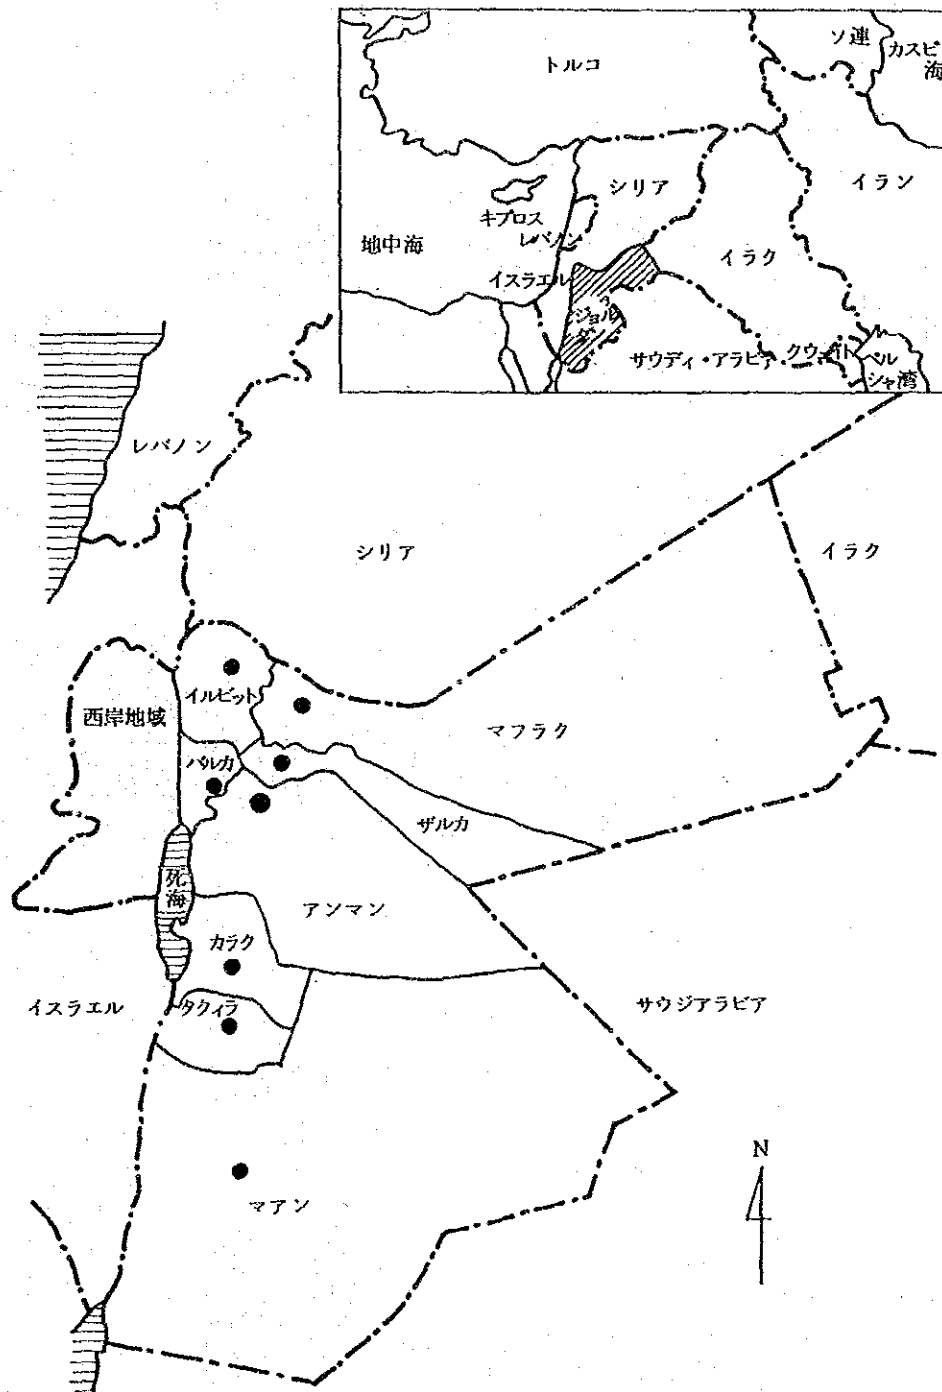 トルコ
ソ連
カスピ
海
シリア
イラン
キプロス
レバノン
地中海
イラク
イスラエル
ジョル
ダ
サウディ・アラビア
クウェイト
ペル
シャ湾
レバノン
シリア
イラク
イルビット
西岸地域
マフラク
バルカ
ザルカ
死
海
アンマン
カラク
イスラエル
タクィラ
サウジアラビア
N
マアン